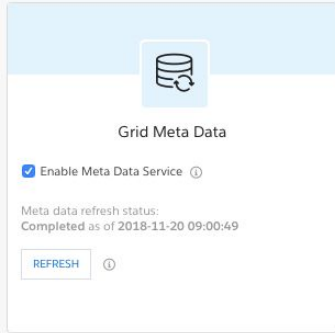 Grid Meta Data
Enable Meta Data Service
Meta data refresh status:
Completed as of 2018-11-20 09:00:49
REFRESH